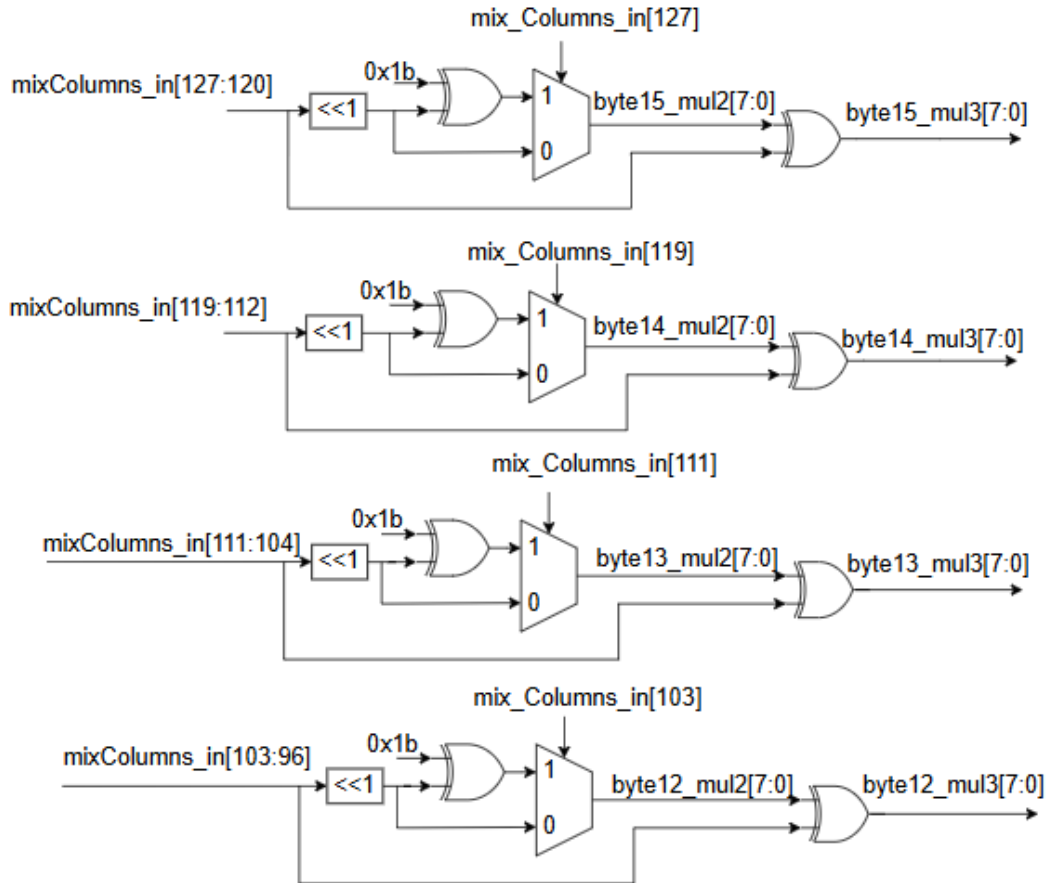 mix_Columns_in[127]
mixColumns_in[127:120]
0x1b
<<1
1
0
byte15_mul2[7:0]
byte15_mul3[7:0]
mix_Columns_in[119]
mixColumns_in[119:112]
0x1b
<<1
1
0
byte14_mul2[7:0]
byte14_mul3[7:0]
mix_Columns_in[111]
mixColumns_in[111:104]
0x1b
<<1
1
0
byte13_mul2[7:0]
byte13_mul3[7:0]
mix_Columns_in[103]
mixColumns_in[103:96]
0x1b
<<1
1
0
byte12_mul2[7:0]
byte12_mul3[7:0]